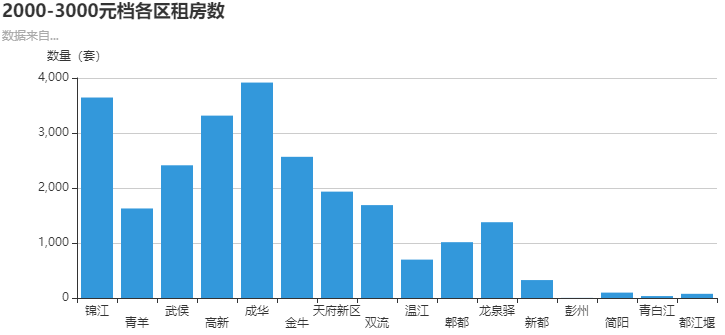 2000-3000元档各区租房数
数据来自...
数量（套）
4,000
3,000
2,000
1,000
0
锦江
青羊
武侯
高新
成华
金牛
天府新区
双流
温江
郫都
龙泉驿
新都
彭州
简阳
青白江
都江堰